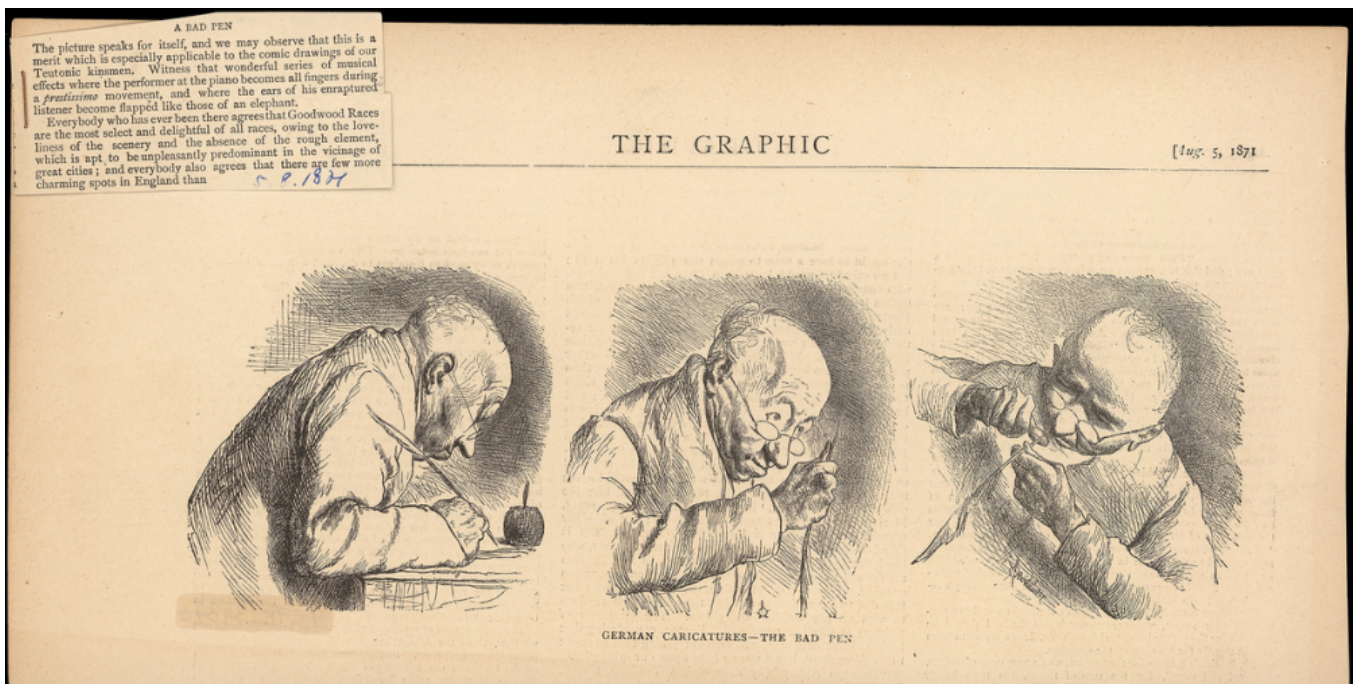 A BAD PEN
The picture speaks for itself, and we may observe that this is a
merit which is especially applicable to the comic drawings of our
Teutonic kinsmen. Witness that wonderful series of musical
effects where the performer at the piano becomes all fingers during
a prestissimo movement, and where the ears of his enraptured
listener become flapped like those of an elephant.
Everybody who has ever been there agrees that Goodwood Races
are the most select and delightful of all races, owing to the love-
liness of the scenery and the absence of the rough element,
which is apt to be unpleasantly predominant in the vicinage of
great cities; and everybody also agrees that there are few more
charming spots in England than
5.8.1871
THE GRAPHIC
[Aug. 5, 1871
GERMAN CARICATURES—THE BAD PEN